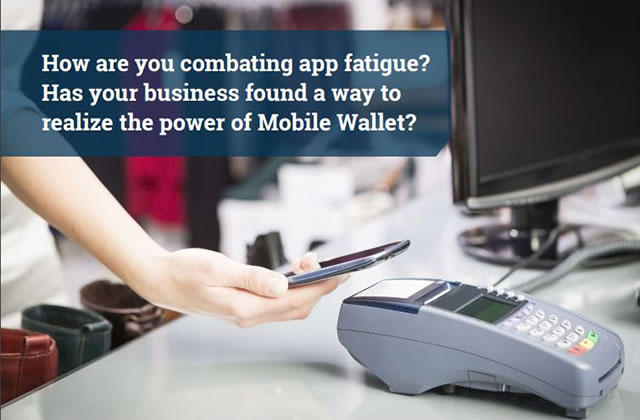 How are you combating app fatigue?
Has your business found a way to
realize the power of Mobile Wallet?